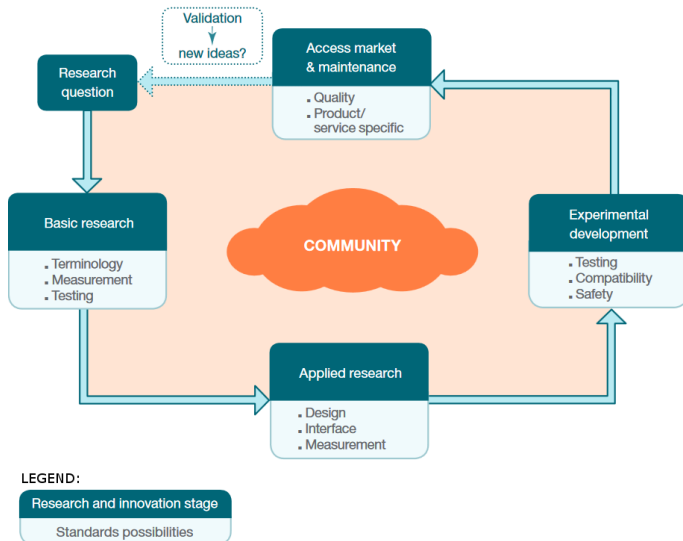 Validation
new ideas?
Research
question
Access market
& maintenance
▪ Quality
▪ Product/
service specific
Basic research
▪ Terminology
▪ Measurement
▪ Testing
COMMUNITY
Experimental
development
▪ Testing
▪ Compatibility
▪ Safety
Applied research
▪ Design
▪ Interface
▪ Measurement
LEGEND:
Research and innovation stage
Standards possibilities